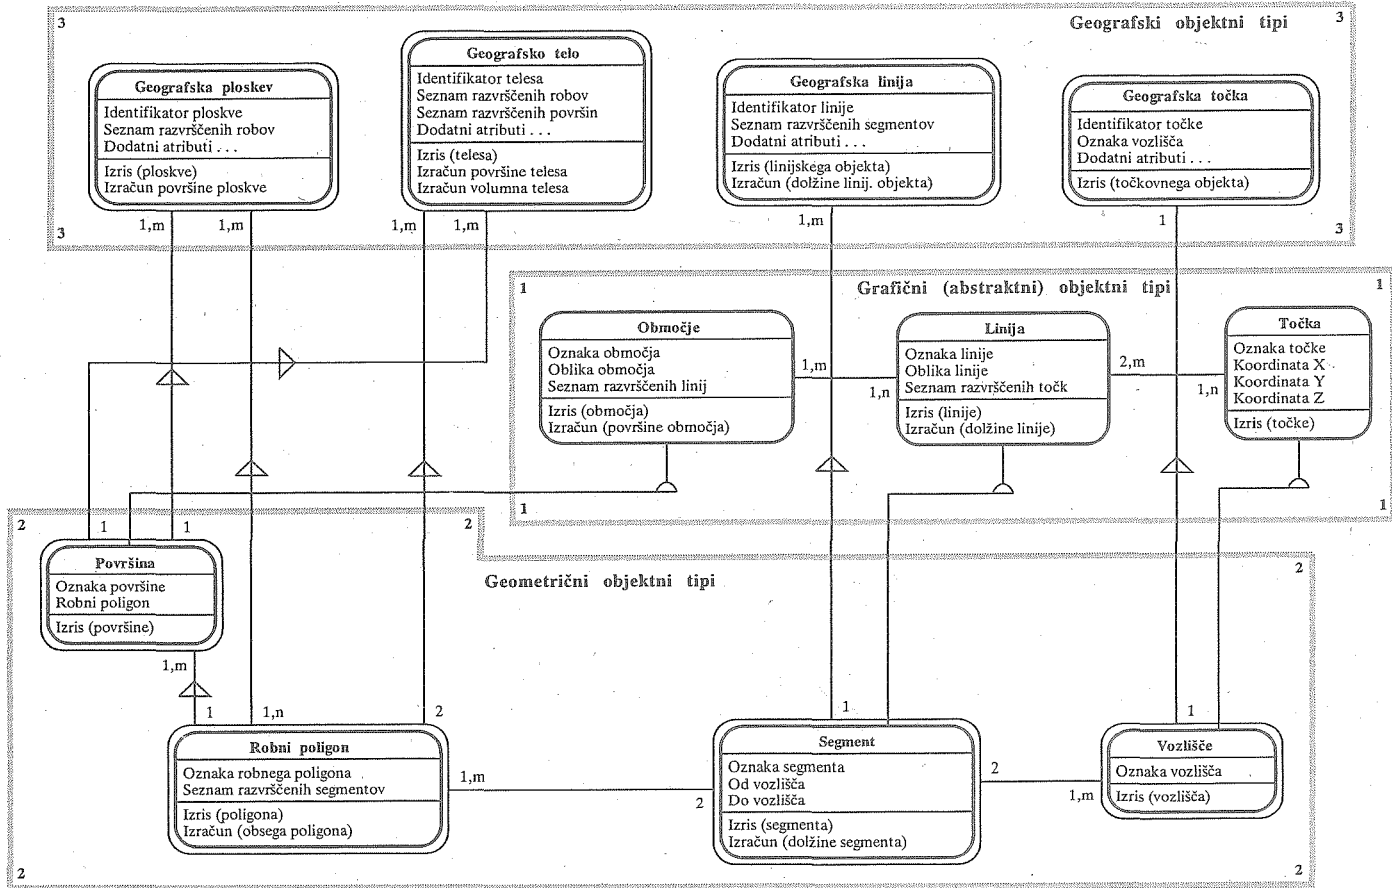 3
Geografski objektni tipi
3
Geografska ploskev
Identifikator ploskve
Seznam razvrščenih robov
Dodatni atributi . . .
Izris (ploskve)
Izračun površine ploskve
Geografsko telo
Identifikator telesa
Seznam razvrščenih robov
Seznam razvrščenih površin
Dodatni atributi . . .
Izris (telesa)
Izračun površine telesa
Izračun volumna telesa
Geografska linija
Identifikator linije
Seznam razvrščenih segmentov
Dodatni atributi . . .
Izris (linijskega objekta)
Izračun (dolžine linij. objekta)
Geografska točka
Identifikator točke
Oznaka vozlišča
Dodatni atributi . . .
Izris (točkovnega objekta)
1,m
1,m
1,m
1,m
1,m
1
3
3
1
Grafični (abstraktni) objektni tipi
1
Območje
Oznaka območja
Oblika območja
Seznam razvrščenih linij
Izris (območja)
Izračun (površine območja)
1,m
1,n
Linija
Oznaka linije
Oblika linije
Seznam razvrščenih točk
Izris (linije)
Izračun (dolžine linije)
2,m
1,n
Točka
Oznaka točke
Koordinata X
Koordinata Y
Koordinata Z
Izris (točke)
1
1
2
1
1
2
Geometrični objektni tipi
2
Površina
Oznaka površine
Robni poligon
Izris (površine)
1,m
1
1,n
2
1
1
Robni poligon
Oznaka robnega poligona
Seznam razvrščenih segmentov
Izris (poligona)
Izračun (obsega poligona)
1,m
2
Segment
Oznaka segmenta
Od vozlišča
Do vozlišča
Izris (segmenta)
Izračun (dolžine segmenta)
2
1,m
Vozlišče
Oznaka vozlišča
Izris (vozlišča)
2
2